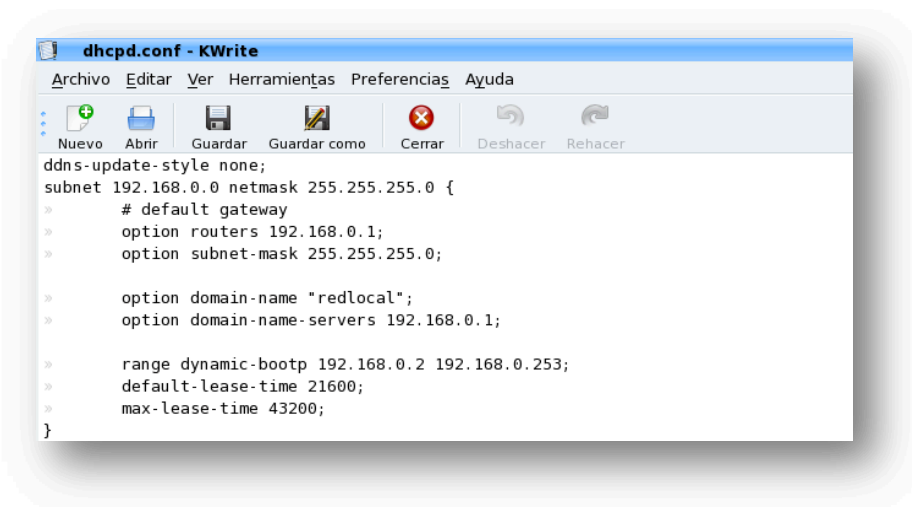 dhcpd.conf - KWrite
Archivo Editar Ver Herramientas Preferencias Ayuda
Nuevo Abrir Guardar Guardar como Cerrar Deshacer Rehacer
ddns-update-style none;
subnet 192.168.0.0 netmask 255.255.255.0 {
» # default gateway
» option routers 192.168.0.1;
» option subnet-mask 255.255.255.0;
» option domain-name "redlocal";
» option domain-name-servers 192.168.0.1;
» range dynamic-bootp 192.168.0.2 192.168.0.253;
» default-lease-time 21600;
» max-lease-time 43200;
}